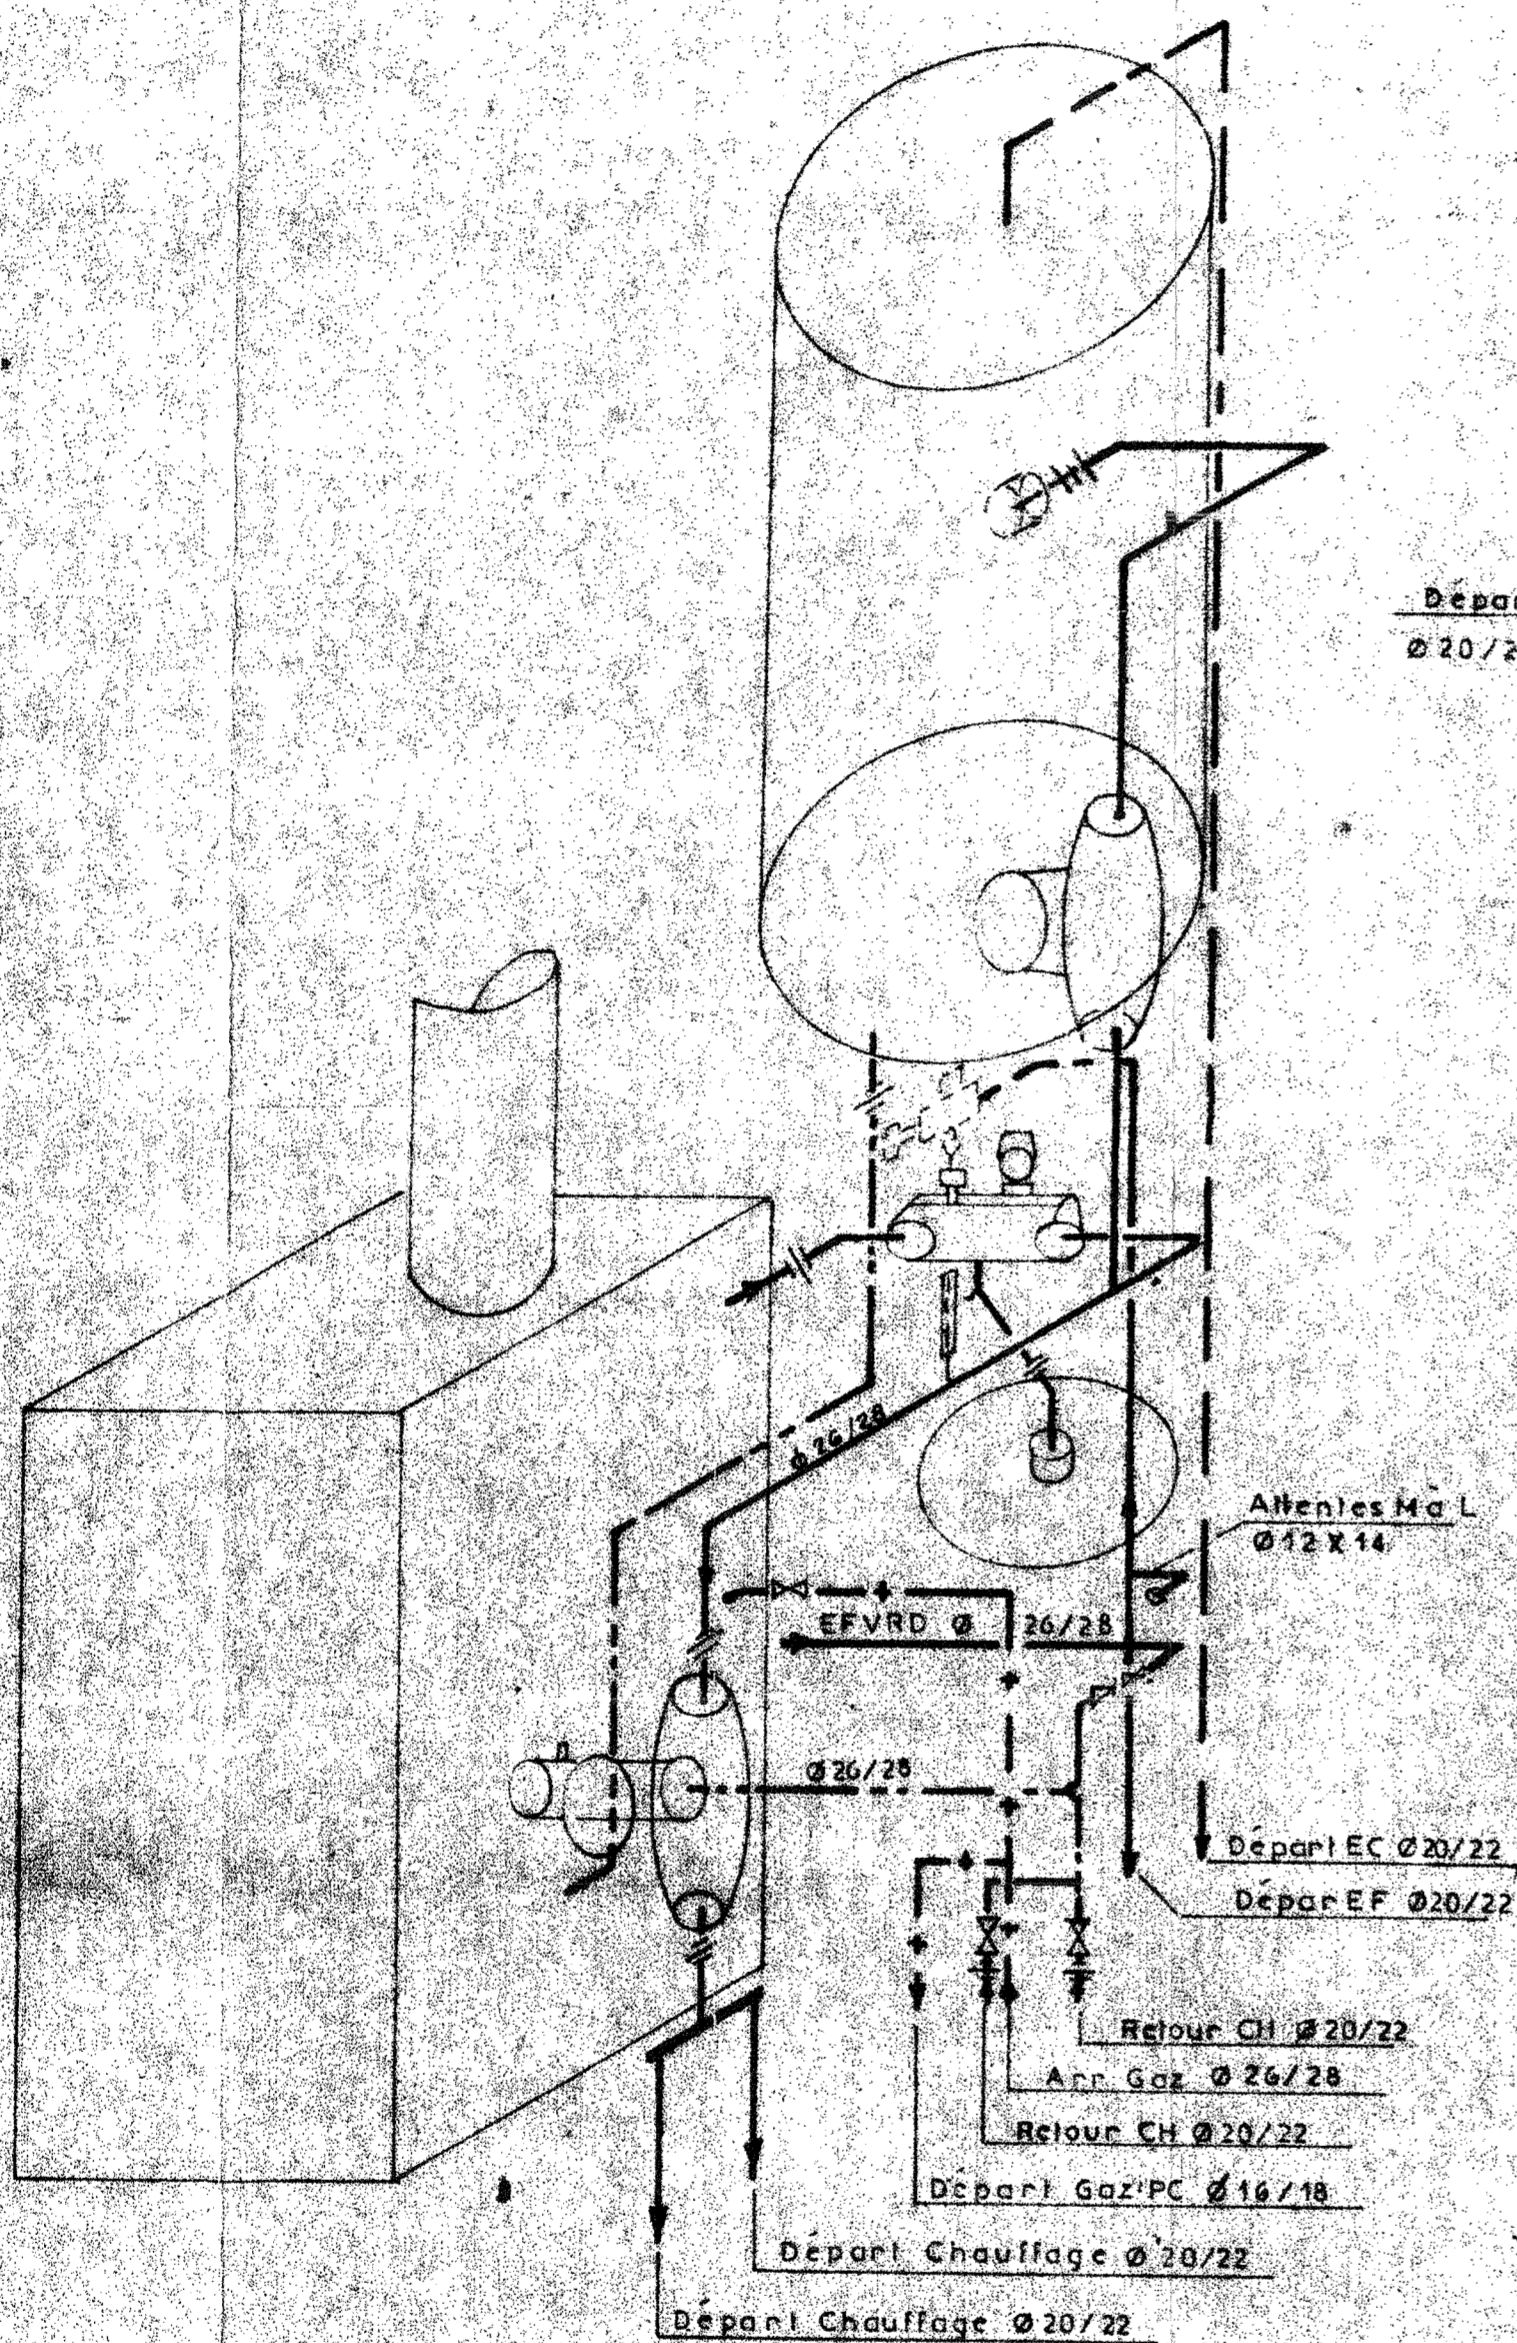 Dépar
Ø 20/2
Ø 26/28
Attentes M à L
Ø 12 X 14
EFVRD Ø 26/28
Ø 26/28
Départ EC Ø 20/22
Dépar EF Ø 20/22
Retour CH Ø 20/22
Arr Gaz Ø 26/28
Retour CH Ø 20/22
Départ Gaz PC Ø 16/18
Départ Chauffage Ø 20/22
Départ Chauffage Ø 20/22